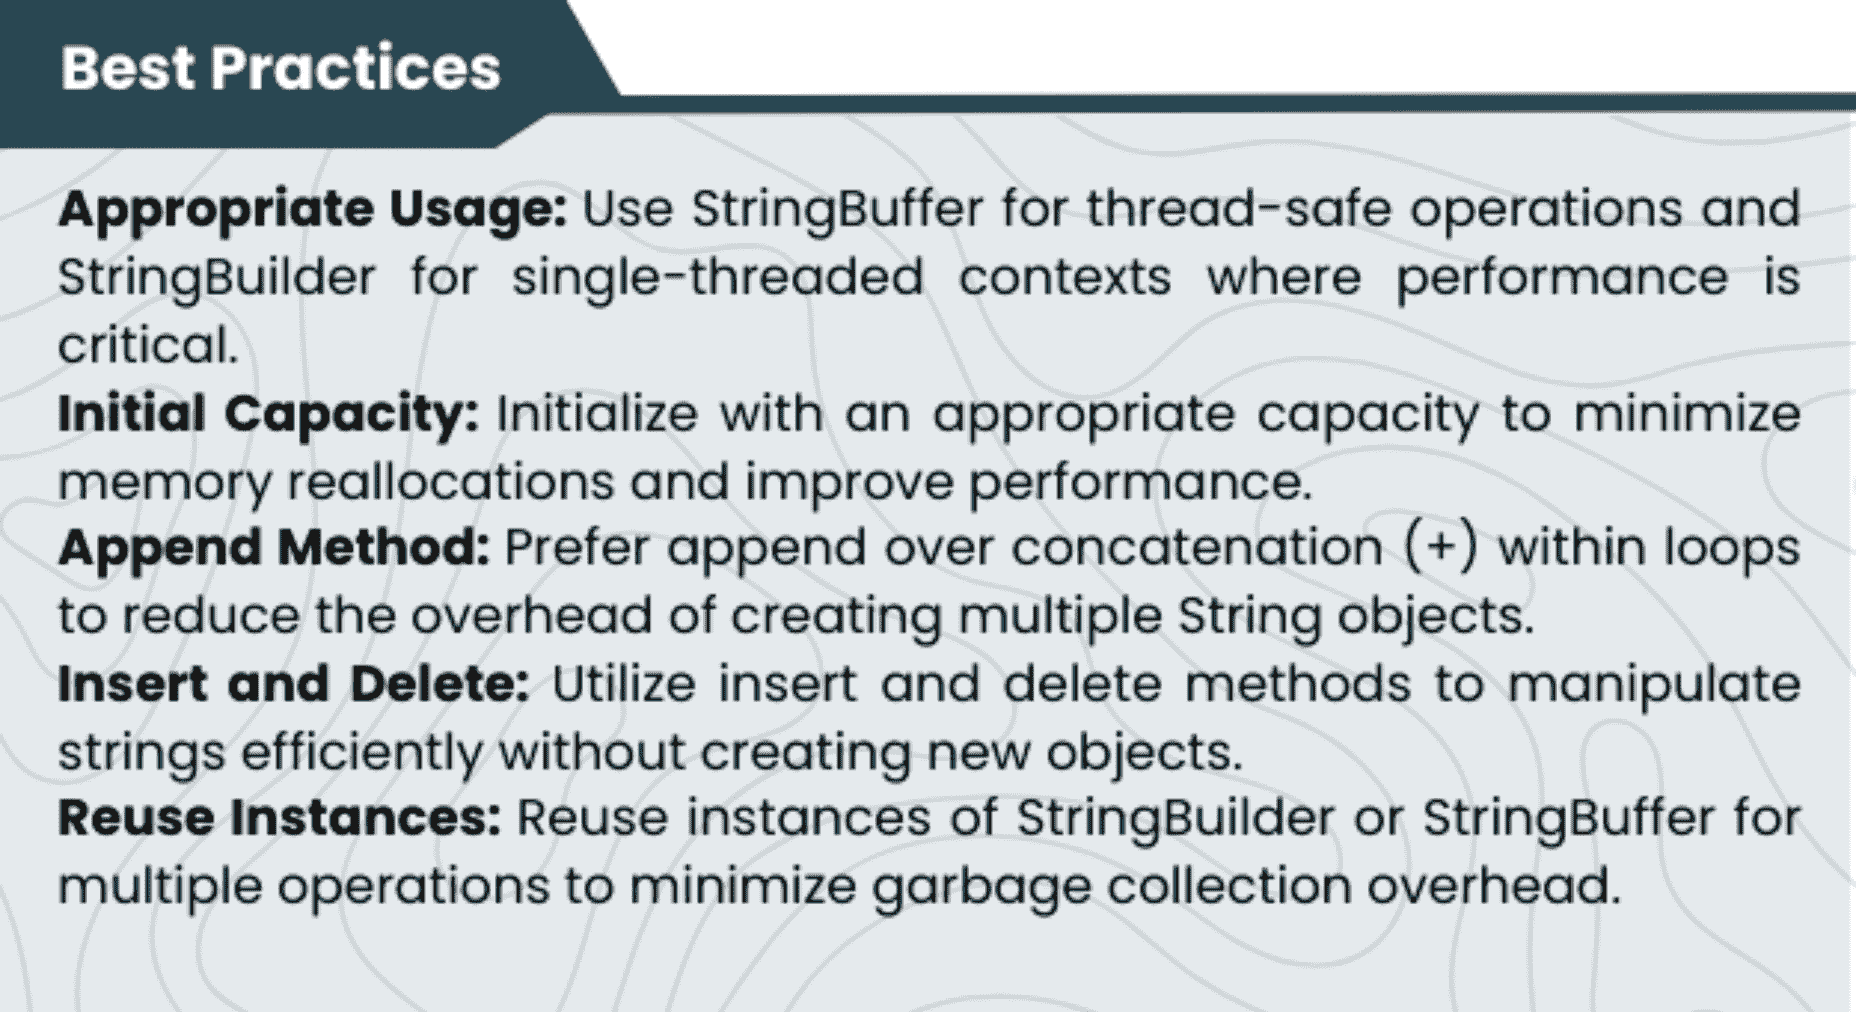 Best Practices
Appropriate Usage: Use StringBuffer for thread-safe operations and
StringBuilder for single-threaded contexts where performance is
critical.
Initial Capacity: Initialize with an appropriate capacity to minimize
memory reallocations and improve performance.
Append Method: Prefer append over concatenation (+) within loops
to reduce the overhead of creating multiple String objects.
Insert and Delete: Utilize insert and delete methods to manipulate
strings efficiently without creating new objects.
Reuse Instances: Reuse instances of StringBuilder or StringBuffer for
multiple operations to minimize garbage collection overhead.